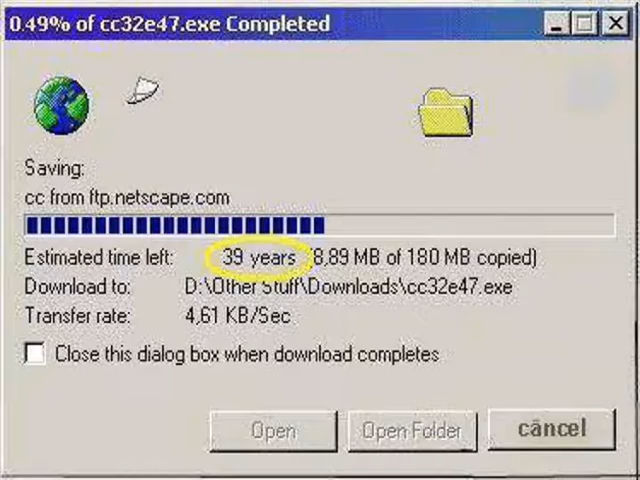 0.49% of cc32e47.exe Completed
Saving:
cc from ftp.netscape.com
Estimated time left: 39 years (8,89 MB of 180 MB copied)
Download to: D:\Other Stuff\Downloads\cc32e47.exe
Transfer rate: 4,61 KB/Sec
Close this dialog box when download completes
Open Open Folder cāncel